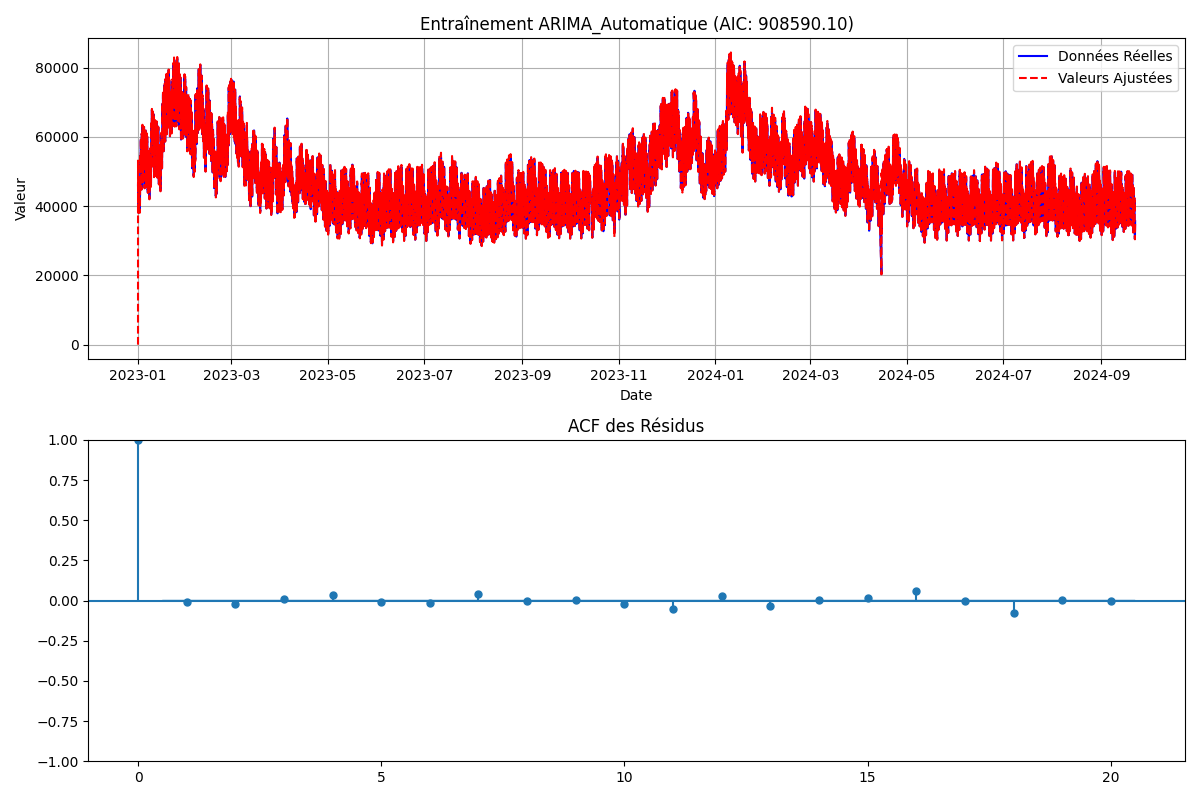 Entraînement ARIMA_Automatique (AIC: 908590.10)
Données Réelles
Valeurs Ajustées
80000
60000
40000
20000
0
Valeur
2023-01 2023-03 2023-05 2023-07 2023-09 2023-11 2024-01 2024-03 2024-05 2024-07 2024-09
Date
ACF des Résidus
1.00
0.75
0.50
0.25
0.00
−0.25
−0.50
−0.75
−1.00
0 5 10 15 20